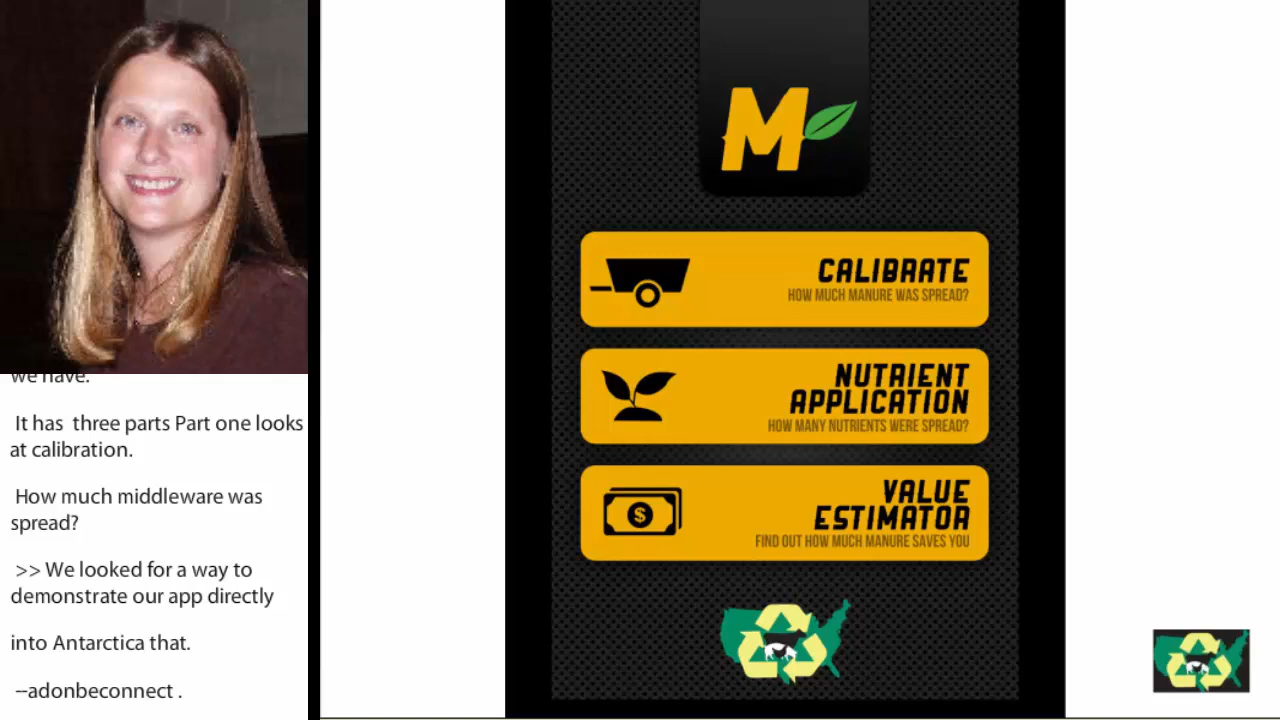 we have.
It has three parts Part one looks
at calibration.
How much middleware was
spread?
>> We looked for a way to
demonstrate our app directly
into Antarctica that.
--adonbeconnect .
M
CALIBRATE
HOW MUCH MANURE WAS SPREAD?
NUTRIENT
APPLICATION
HOW MANY NUTRIENTS WERE SPREAD?
$
VALUE
ESTIMATOR
FIND OUT HOW MUCH MANURE SAVES YOU